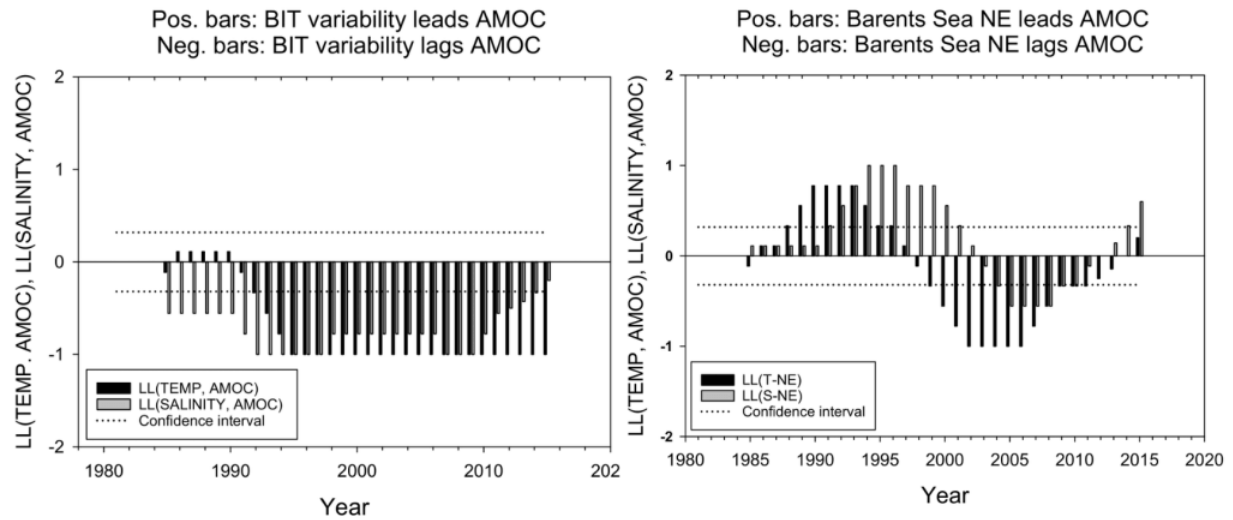 Pos. bars: BIT variability leads AMOC
Neg. bars: BIT variability lags AMOC
LL(TEMP. AMOC), LL(SALINITY, AMOC)
2
1
0
-1
-2
LL(TEMP, AMOC)
LL(SALINITY, AMOC)
Confidence interval
1980
1990
2000
2010
202
Year
Pos. bars: Barents Sea NE leads AMOC
Neg. bars: Barents Sea NE lags AMOC
LL(TEMP, AMOC), LL(SALINITY,AMOC)
2
1
0
-1
-2
LL(T-NE)
LL(S-NE)
Confidence interval
1980
1985
1990
1995
2000
2005
2010
2015
2020
Year